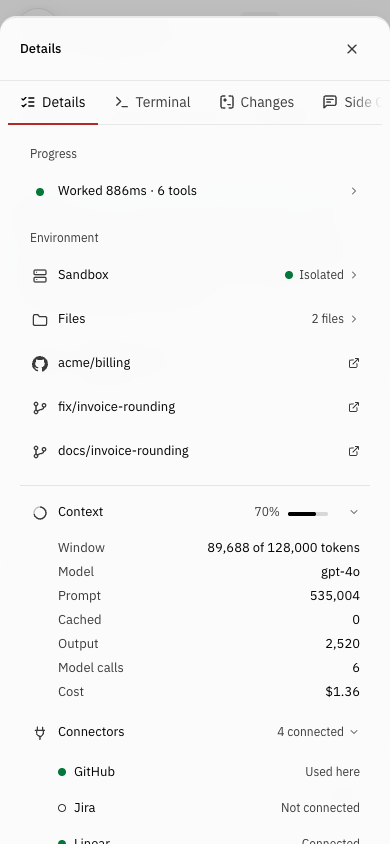 Details
Details
Terminal
Changes
Side
Progress
Worked 886ms · 6 tools
Environment
Sandbox
Isolated
Files
2 files
acme/billing
fix/invoice-rounding
docs/invoice-rounding
Context
70%
Window
89,688 of 128,000 tokens
Model
gpt-4o
Prompt
535,004
Cached
0
Output
2,520
Model calls
6
Cost
$1.36
Connectors
4 connected
GitHub
Used here
Jira
Not connected
Linear
Connected